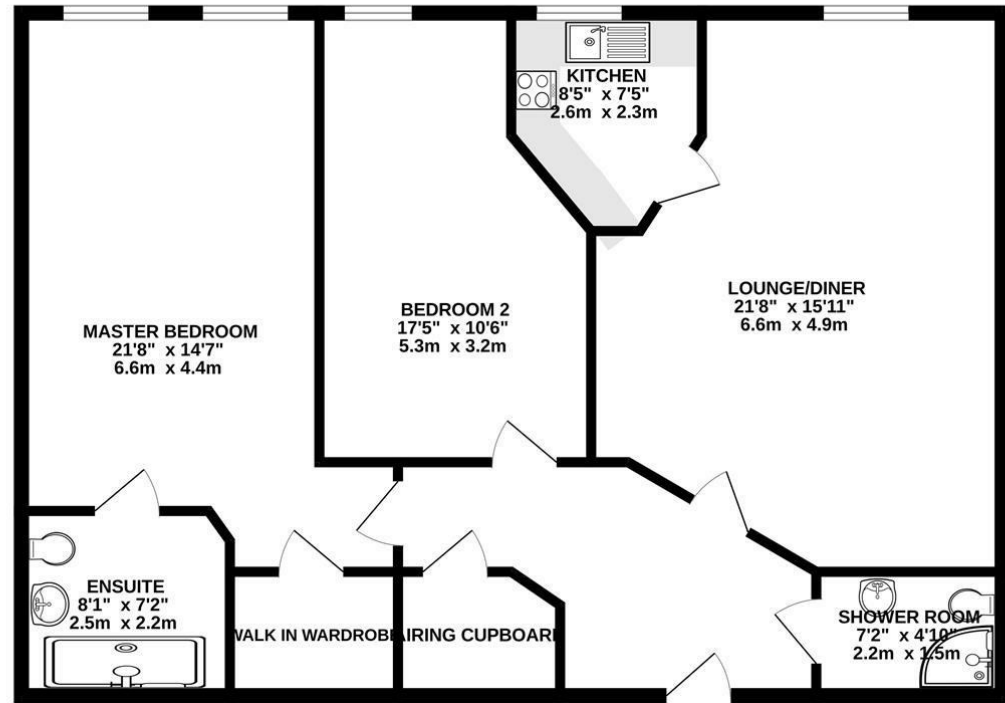 KITCHEN
8'5" x 7'5"
2.6m x 2.3m
LOUNGE/DINER
21'8" x 15'11"
6.6m x 4.9m
BEDROOM 2
17'5" x 10'6"
5.3m x 3.2m
MASTER BEDROOM
21'8" x 14'7"
6.6m x 4.4m
ENSUITE
8'1" x 7'2"
2.5m x 2.2m
WALK IN WARDROBE
AIRING CUPBOARD
SHOWER ROOM
7'2" x 4'10"
2.2m x 1.5m